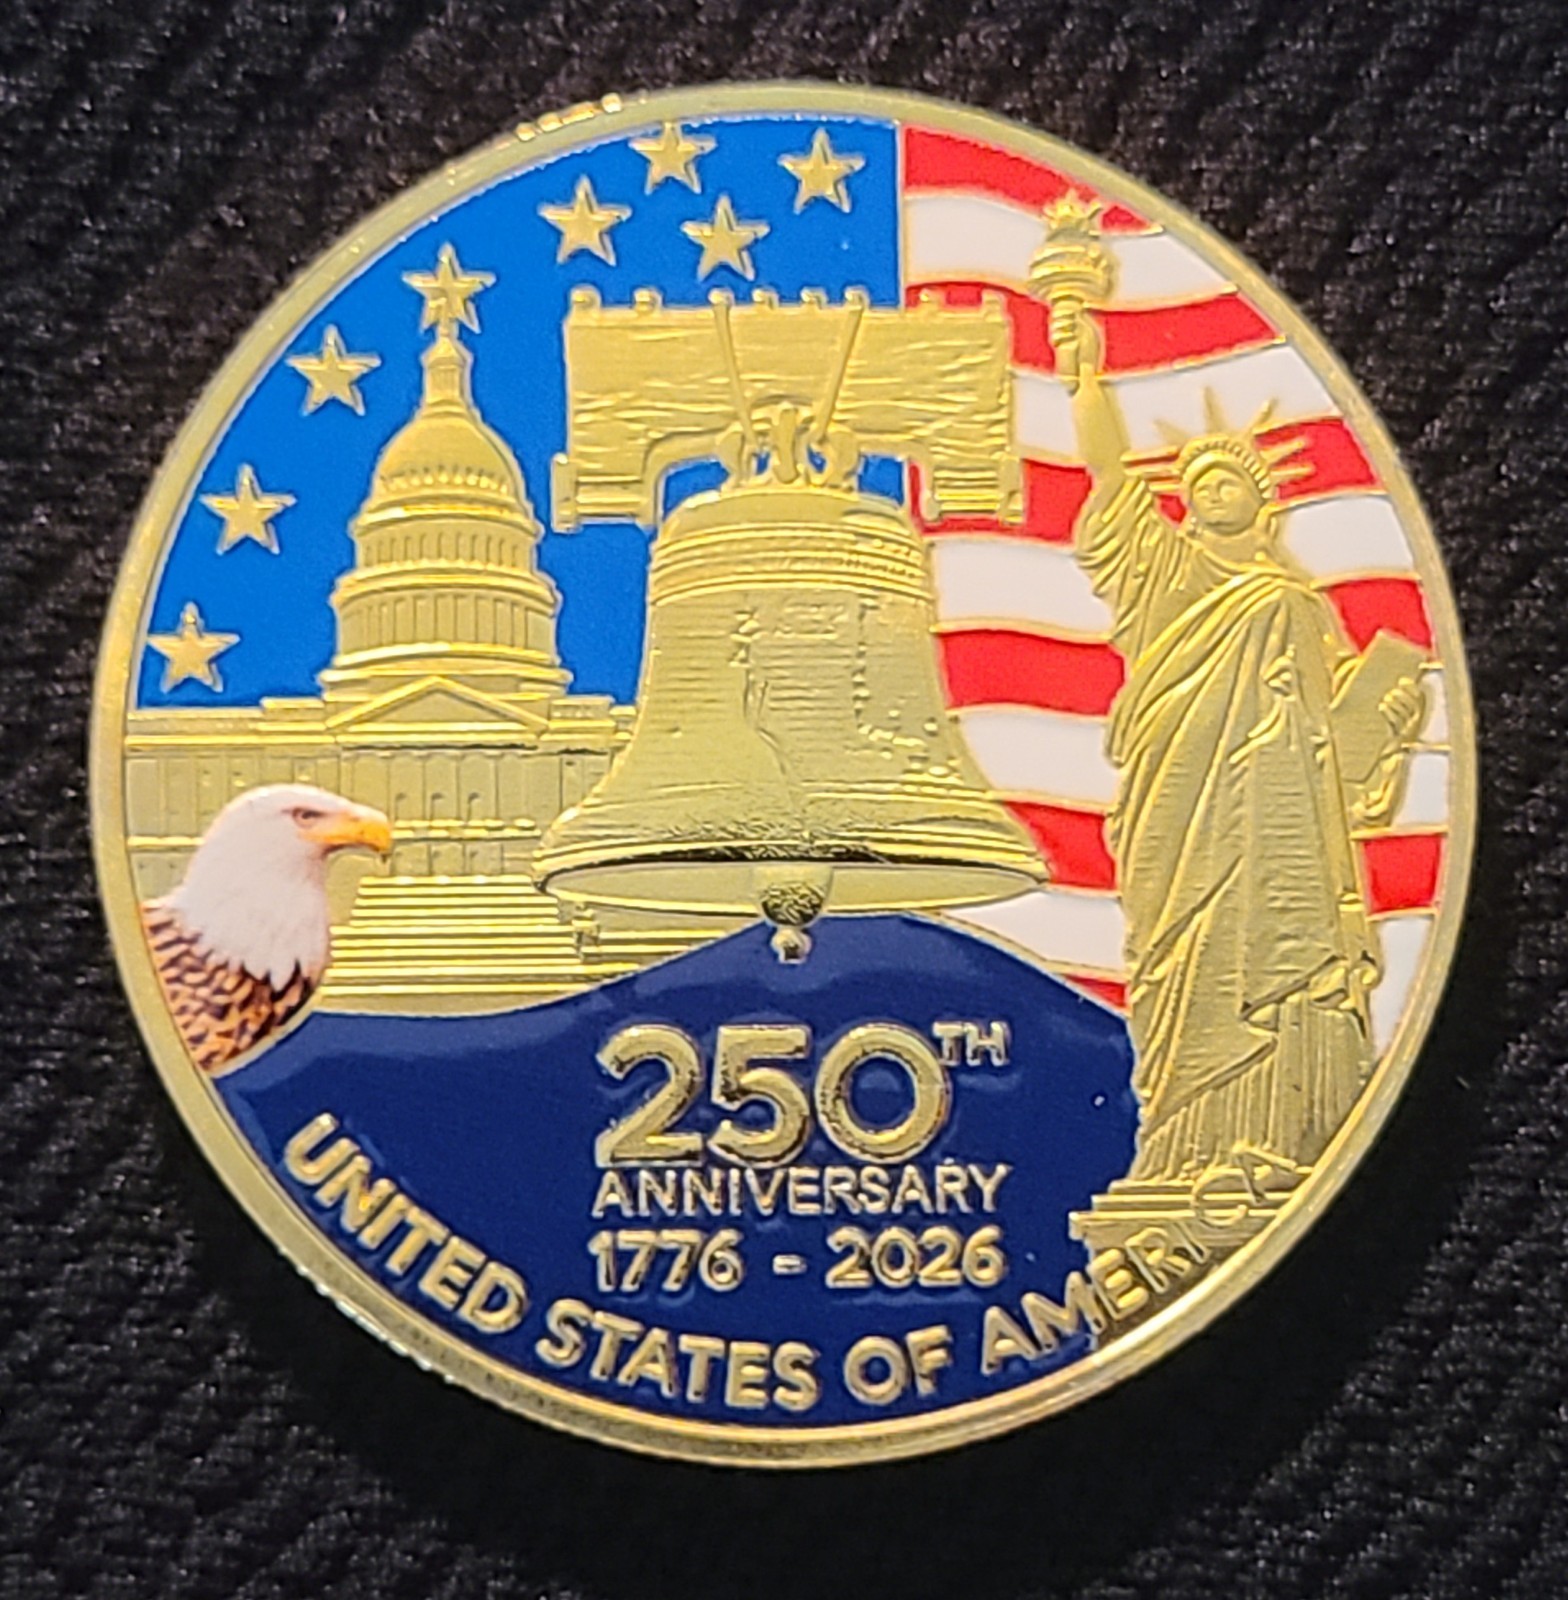 250TH
ANNIVERSARY
1776 - 2026
UNITED STATES OF AMERICA